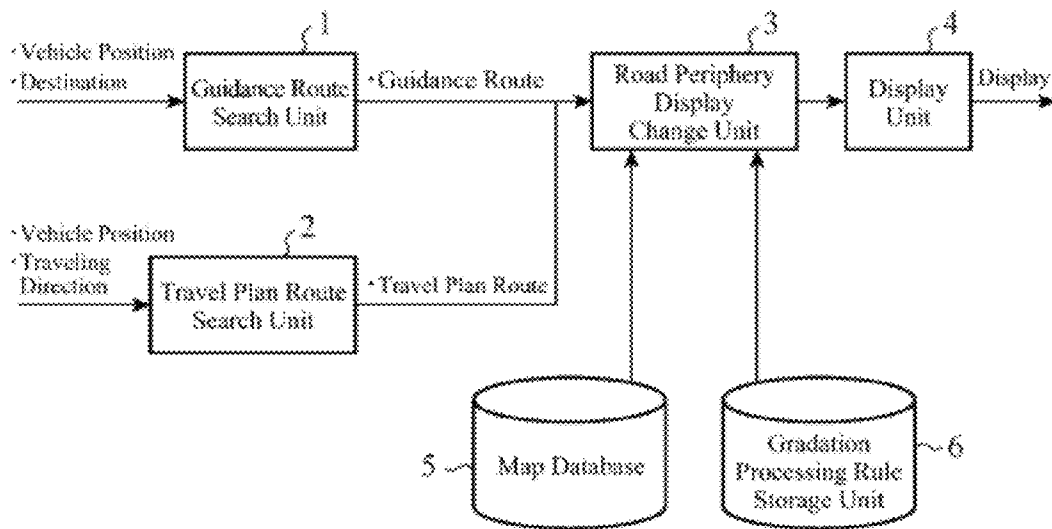 1
· Vehicle Position
· Destination
Guidance Route
Search Unit
· Guidance Route
3
Road Periphery
Display
Change Unit
4
Display
Unit
Display
· Vehicle Position
· Traveling
Direction
2
Travel Plan Route
Search Unit
· Travel Plan Route
5
Map Database
Gradation
Processing Rule
Storage Unit
6